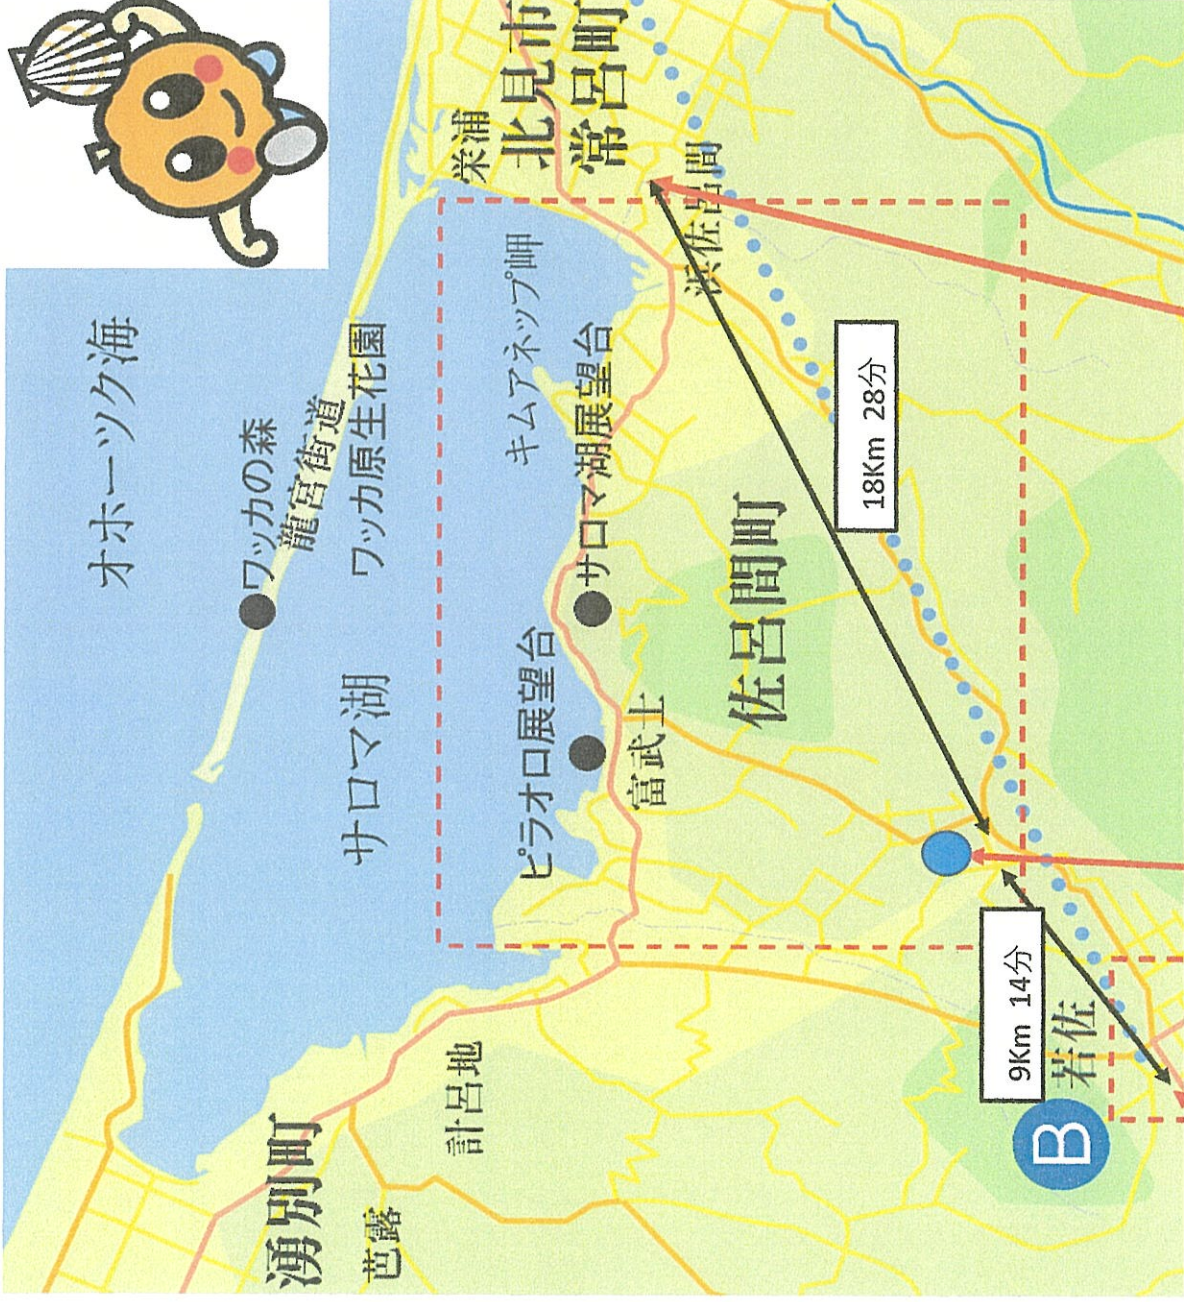 オホーツク海
ワッカの森
湧別町
龍宮街道
サロマ湖
ワッカ原生花園
芭露
計呂地
栄浦
キムアネップ岬
北見市
常呂町
ピラオロ展望台
サロマ湖展望台
富武士
浜佐呂間
佐呂間町
18Km 28分
9Km 14分
B
岩佐